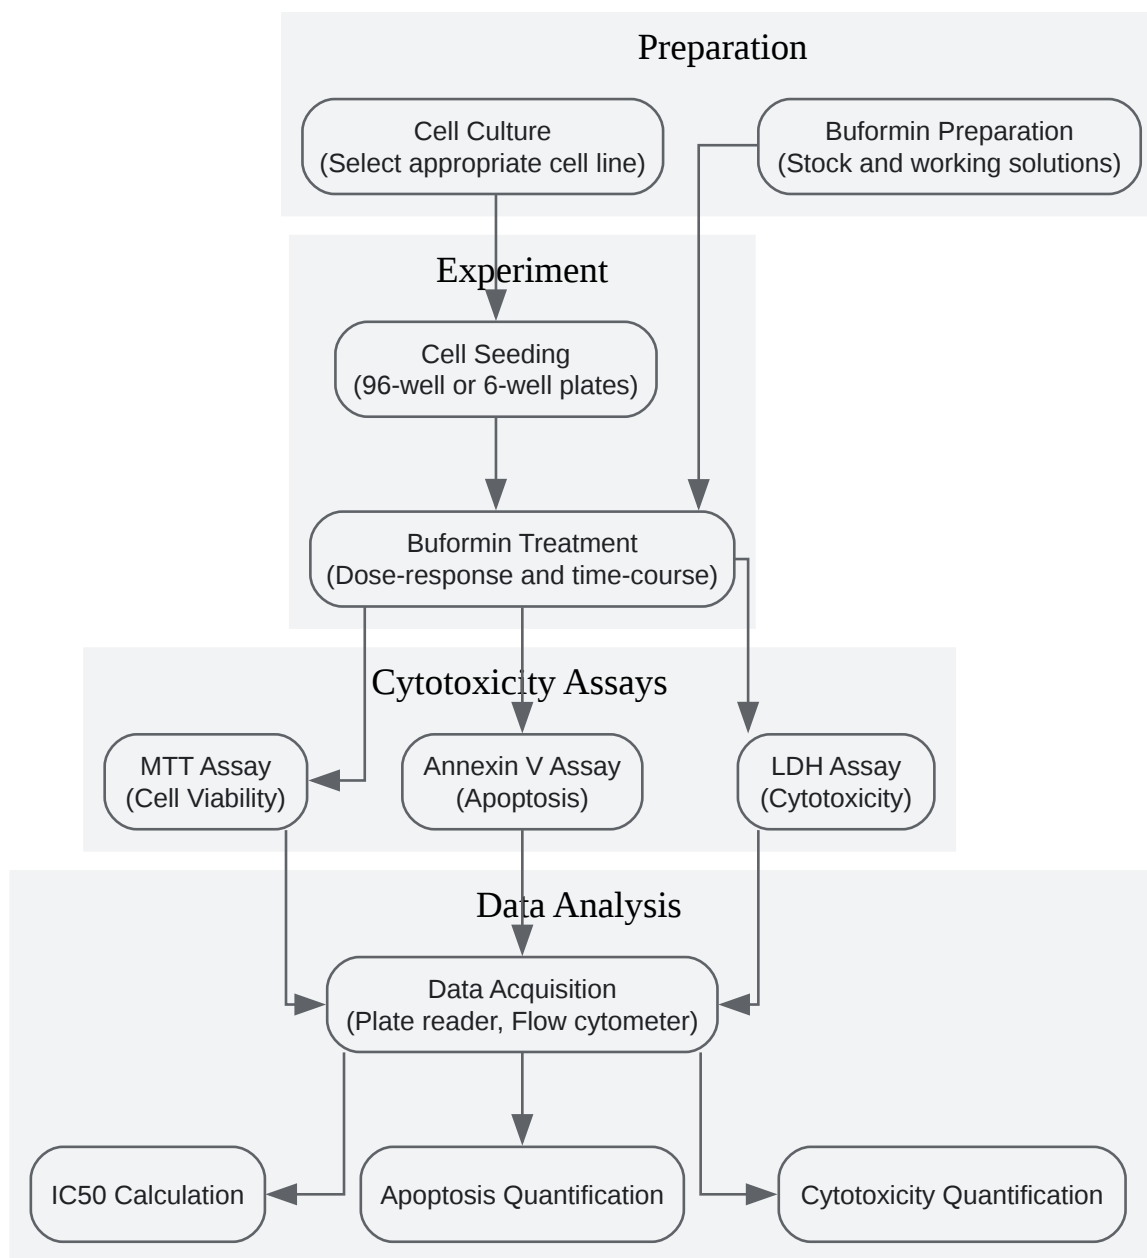 Preparation
Cell Culture
(Select appropriate cell line)
Buformin Preparation
(Stock and working solutions)
Experiment
Cell Seeding
(96-well or 6-well plates)
Buformin Treatment
(Dose-response and time-course)
Cytotoxicity Assays
MTT Assay
(Cell Viability)
Annexin V Assay
(Apoptosis)
LDH Assay
(Cytotoxicity)
Data Analysis
Data Acquisition
(Plate reader, Flow cytometer)
IC50 Calculation
Apoptosis Quantification
Cytotoxicity Quantification